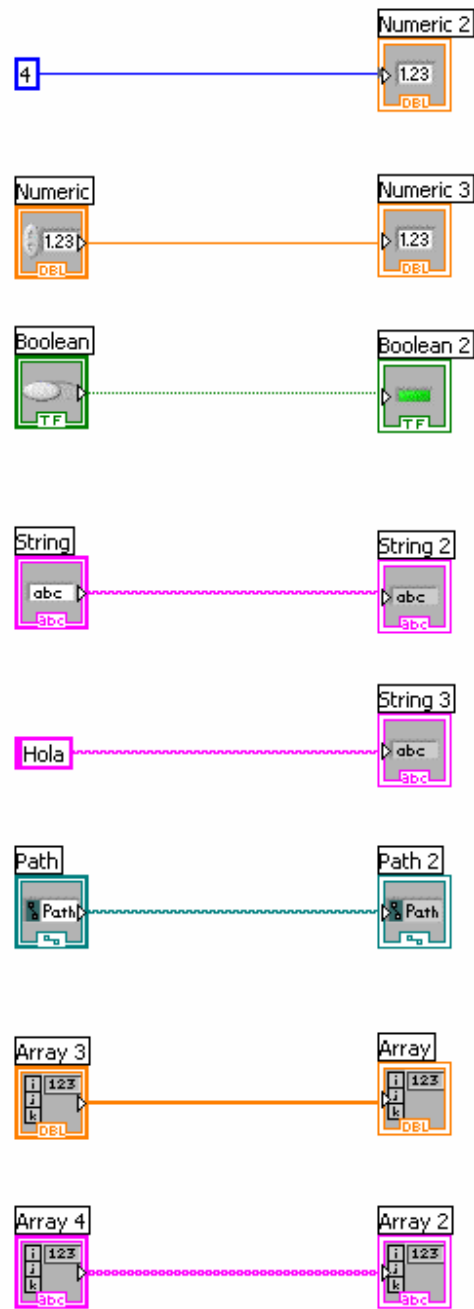 Numeric 2
4
1.23
DBL
Numeric
Numeric 3
1.23
1.23
DBL
DBL
Boolean
Boolean 2
TF
TF
String
String 2
abc
abc
abc
abc
String 3
Hola
abc
abc
Path
Path 2
Path
Path
Array 3
Array
i 123
i 123
j
j
k
k
DBL
DBL
Array 4
Array 2
i 123
i 123
j
j
k
k
abc
abc